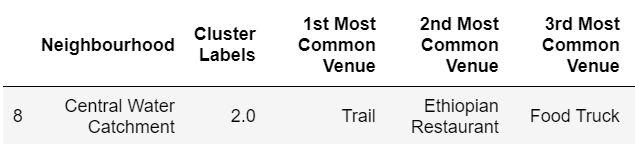 Neighbourhood Cluster Labels 1st Most Common Venue 2nd Most Common Venue 3rd Most Common Venue
8 Central Water Catchment 2.0 Trail Ethiopian Restaurant Food Truck